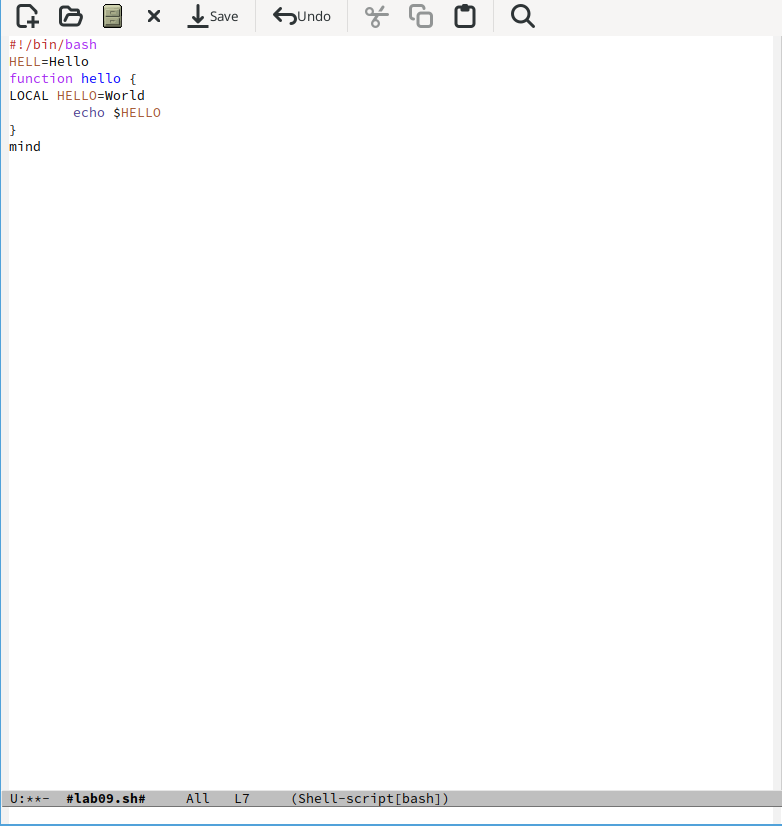 Save Undo
#!/bin/bash
HELL=Hello
function hello {
LOCAL HELLO=World
        echo $HELLO
}
mind
U:**-  #lab09.sh#     All   L7     (Shell-script[bash])